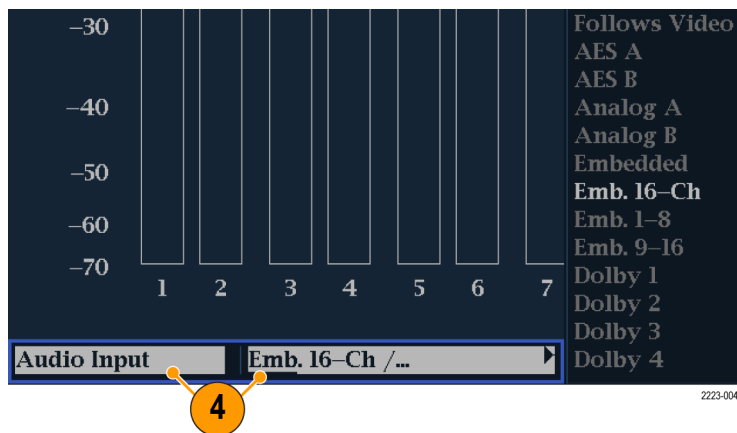 –30
–40
–50
–60
–70
1 2 3 4 5 6 7
Follows Video
AES A
AES B
Analog A
Analog B
Embedded
Emb. 16–Ch
Emb. 1–8
Emb. 9–16
Dolby 1
Dolby 2
Dolby 3
Dolby 4
Audio Input Emb. 16–Ch /...
4
2223-004